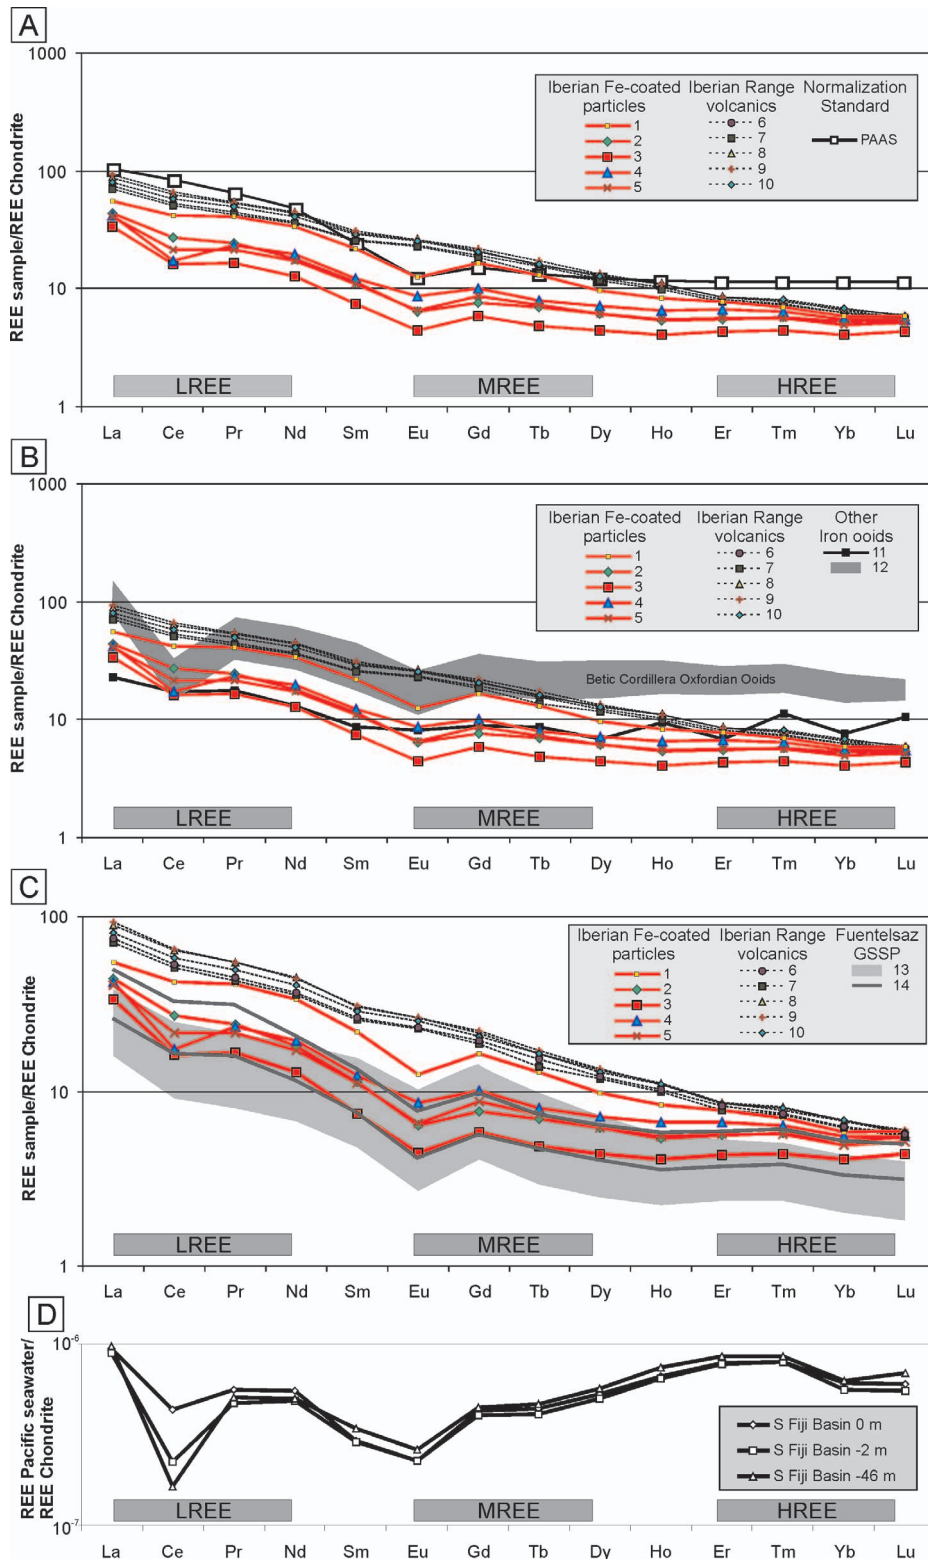 A
REE sample/REE Chondrite
1000
100
10
1
Iberian Fe-coated particles
1
2
3
4
5
Iberian Range volcanics
6
7
8
9
10
Normalization Standard
PAAS
LREE
MREE
HREE
La Ce Pr Nd Sm Eu Gd Tb Dy Ho Er Tm Yb Lu
B
REE sample/REE Chondrite
1000
100
10
1
Iberian Fe-coated particles
1
2
3
4
5
Iberian Range volcanics
6
7
8
9
10
Other Iron ooids
11
12
Betic Cordillera Oxfordian Ooids
LREE
MREE
HREE
La Ce Pr Nd Sm Eu Gd Tb Dy Ho Er Tm Yb Lu
C
REE sample/REE Chondrite
100
10
1
Iberian Fe-coated particles
1
2
3
4
5
Iberian Range volcanics
6
7
8
9
10
Fuentelsaz GSSP
13
14
LREE
MREE
HREE
La Ce Pr Nd Sm Eu Gd Tb Dy Ho Er Tm Yb Lu
D
REE Pacific seawater/
REE Chondrite
10-6
10-7
S Fiji Basin 0 m
S Fiji Basin -2 m
S Fiji Basin -46 m
LREE
MREE
HREE
La Ce Pr Nd Sm Eu Gd Tb Dy Ho Er Tm Yb Lu